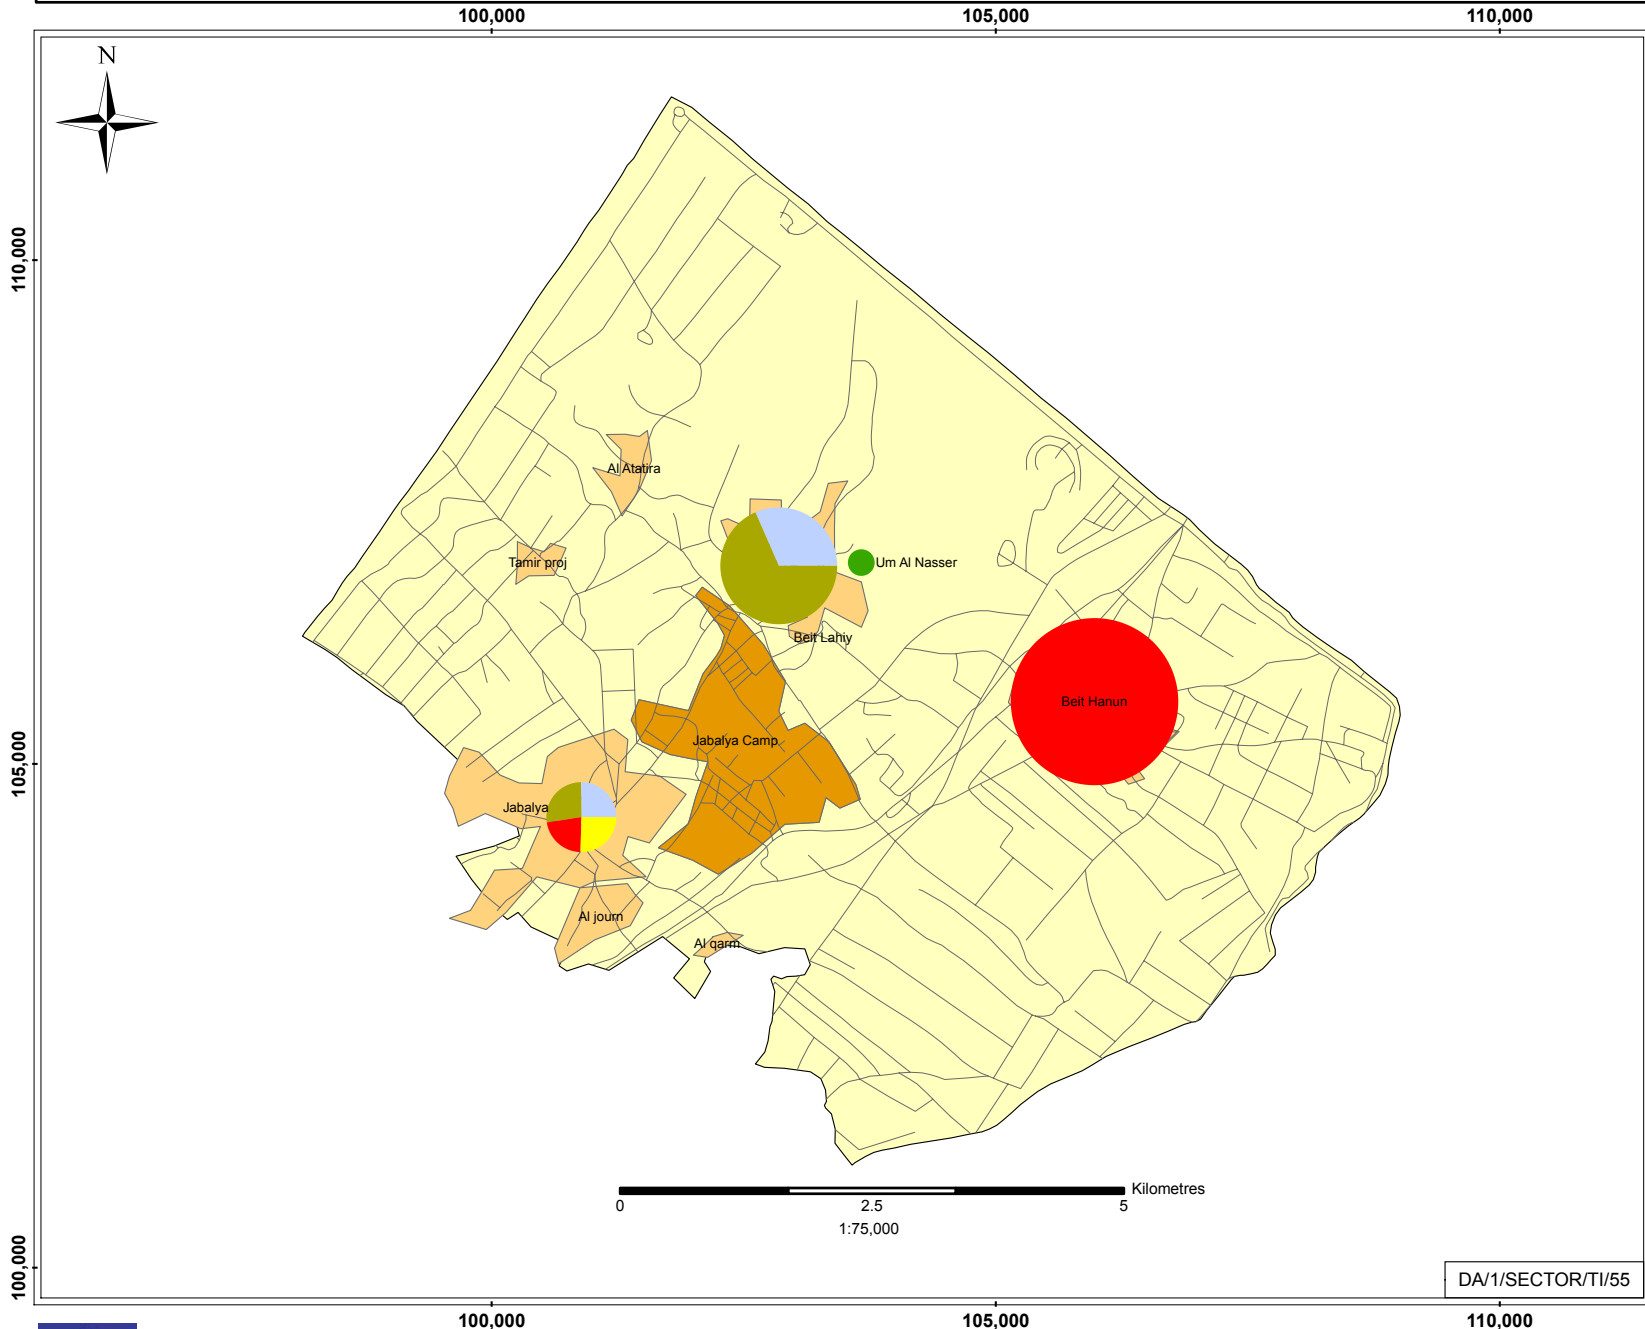 100,000 105,000 110,000
N
110,000
Al Atatira
Tamir proj
Um Al Nasser
Beit Lahiy
Beit Hanun
Jabalya Camp
105,000
Jabalya
Al journ
Al qarm
Kilometres
0 2.5 5
1:75,000
100,000
DA/1/SECTOR/TI/55
100,000 105,000 110,000